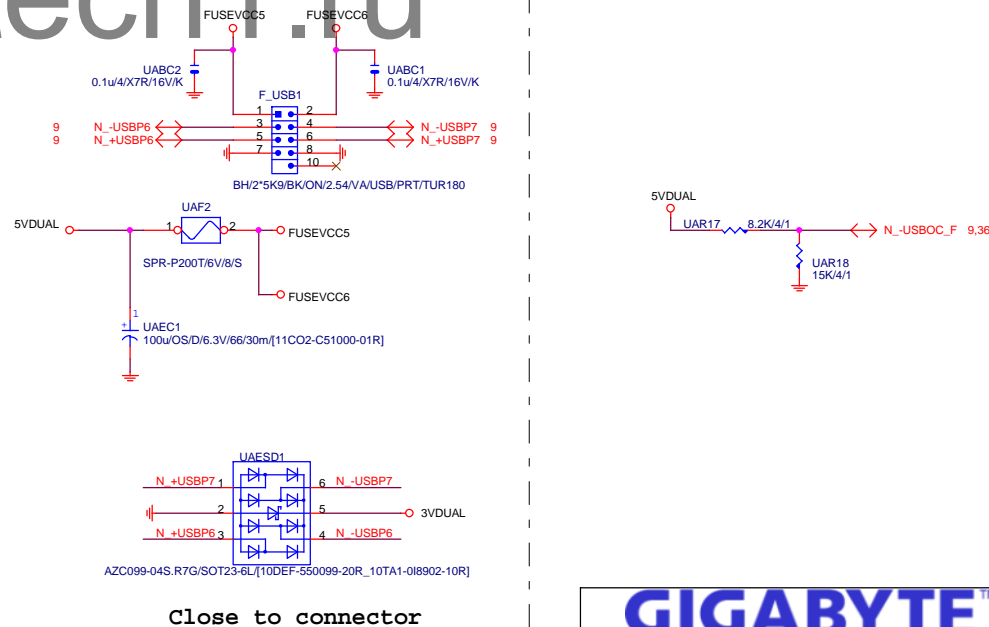 FUSEVCC5
FUSEVCC6
UABC2
0.1u/4/X7R/16V/K
UABC1
0.1u/4/X7R/16V/K
F_USB1
1 2
9 N_-USBP6 3 4 N_-USBP7 9
9 N_+USBP6 5 6 N_+USBP7 9
7 8
10
BH/2*5K9/BK/ON/2.54/VA/USB/PRT/TUR180
UAF2
5VDUAL 1 2 FUSEVCC5
SPR-P200T/6V/8/S
FUSEVCC6
1
+ UAEC1
100u/OS/D/6.3V/66/30m/[11CO2-C51000-01R]
5VDUAL
UAR17 8.2K/4/1
N_-USBOC_F 9,36
UAR18
15K/4/1
UAESD1
N_+USBP7 1 6 N_-USBP7
2 5 3VDUAL
N_+USBP6 3 4 N_-USBP6
AZC099-04S.R7G/SOT23-6L/[10DEF-550099-20R_10TA1-0I8902-10R]
Close to connector
GIGABYTE